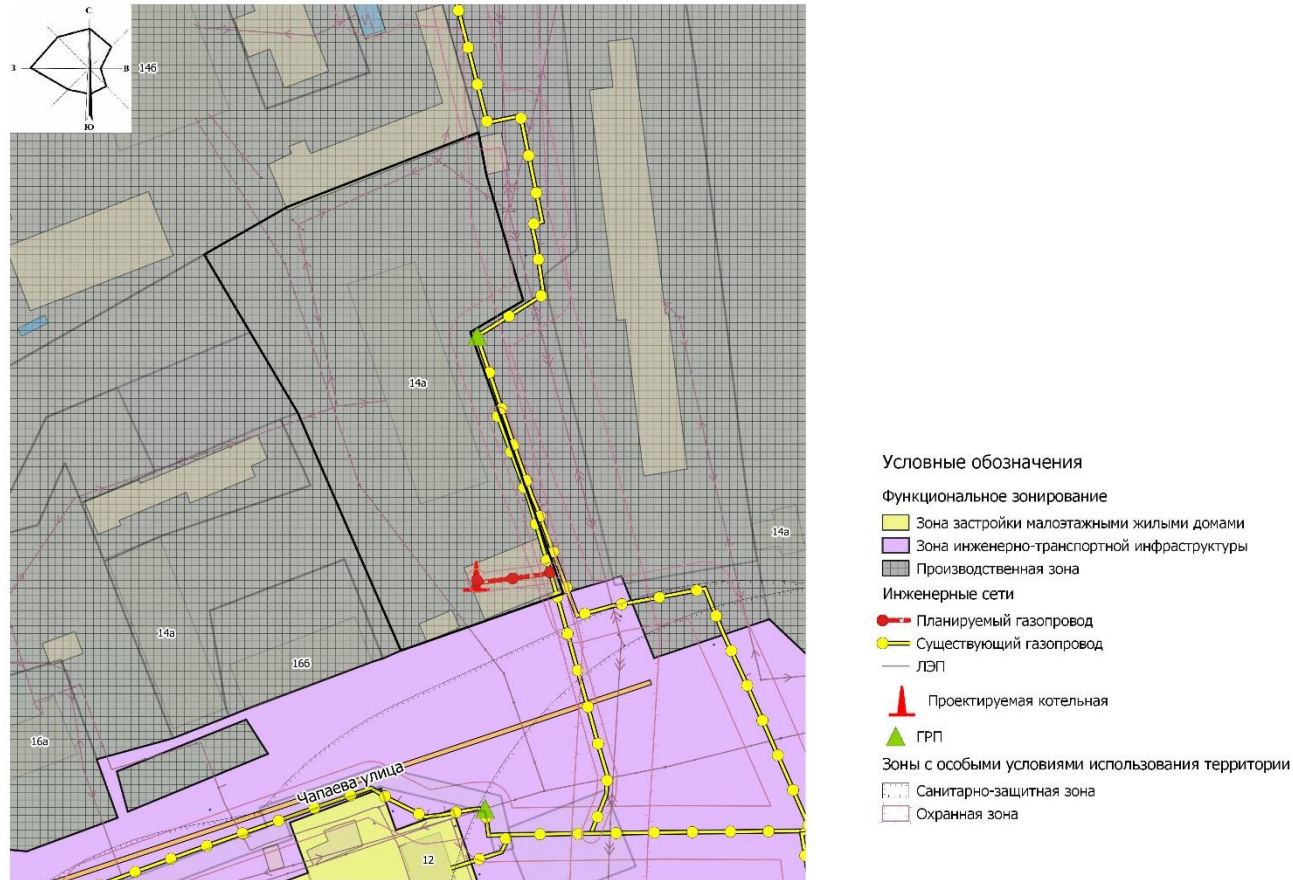 С
З
В
Ю
14б
14а
14а
14а
16б
16а
Чапаева улица
12
Условные обозначения
Функциональное зонирование
Зона застройки малоэтажными жилыми домами
Зона инженерно-транспортной инфраструктуры
Производственная зона
Инженерные сети
Планируемый газопровод
Существующий газопровод
ЛЭП
Проектируемая котельная
ГРП
Зоны с особыми условиями использования территории
Санитарно-защитная зона
Охранная зона